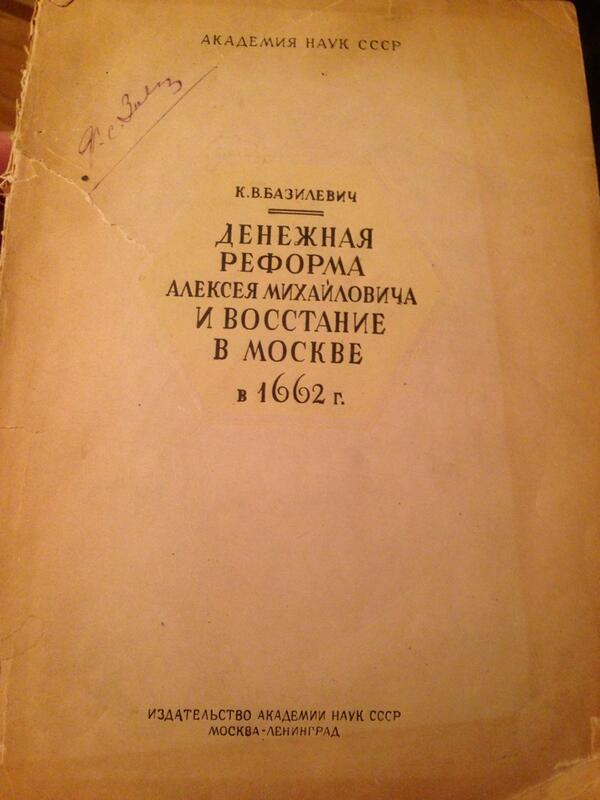 АКАДЕМИЯ НАУК СССР
К.В.БАЗИЛЕВИЧ
ДЕНЕЖНАЯ
РЕФОРМА
АЛЕКСЕЯ МИХАЙЛОВИЧА
И ВОССТАНИЕ
В МОСКВЕ
в 1662 г.
ИЗДАТЕЛЬСТВО АКАДЕМИИ НАУК СССР
МОСКВА-ЛЕНИНГРАД